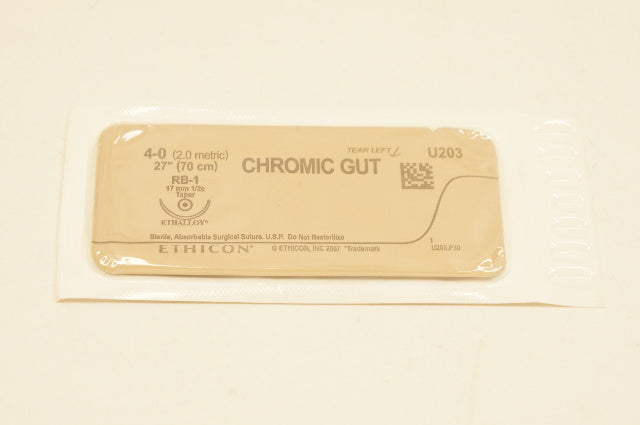 TEAR LEFT
4-0 (2.0 metric)
27" (70 cm)
CHROMIC GUT
U203
RB-1
17 mm 1/2c
Taper
ETHALLOY®
Sterile, Absorbable Surgical Suture. U.S.P. Do Not Resterilize
ETHICON® © ETHICON, INC 2007 *Trademark
1
U203.P10